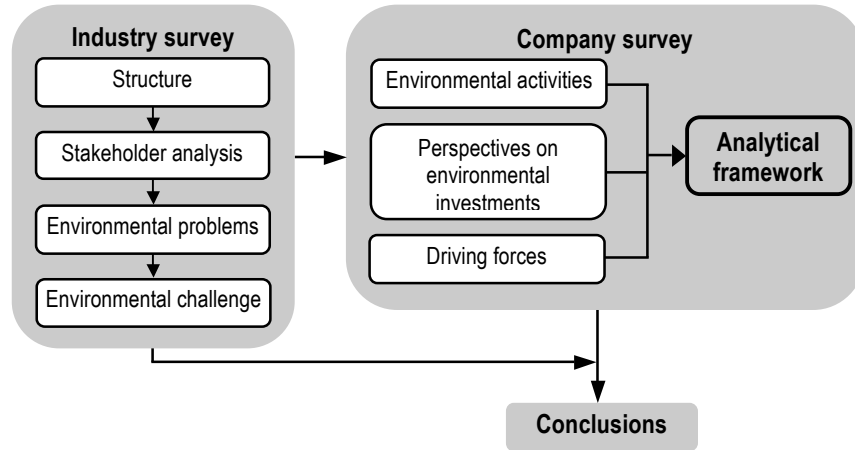 Industry survey
Structure
Stakeholder analysis
Environmental problems
Environmental challenge
Company survey
Environmental activities
Perspectives on
environmental
investments
Driving forces
Analytical
framework
Conclusions